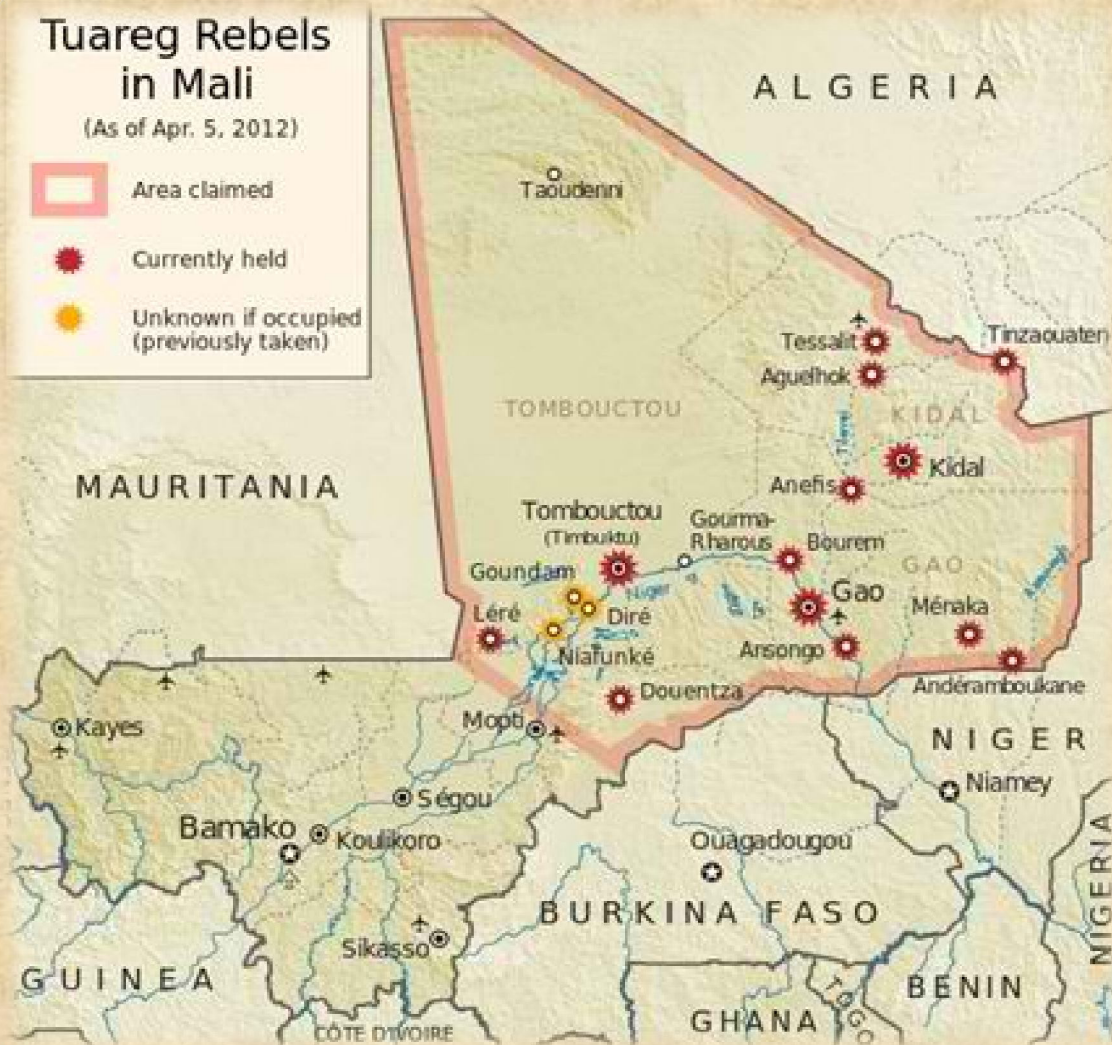 Tuareg Rebels
in Mali
(As of Apr. 5, 2012)
Area claimed
Currently held
Unknown if occupied
(previously taken)
ALGERIA
Taoudenni
Tessalit
Tinzaouaten
Aguelhok
TOMBOUCTOU
KIDAL
Kidal
MAURITANIA
Anefis
Tombouctou
(Timbuktu)
Gourma-
Rharous
Bourem
GAO
Goundam
Niger
Gao
Ménaka
Léré
Diré
Niafunké
Ansongo
Andéramboukane
Douentza
Mopti
Kayes
NIGER
Niamey
Ségou
Bamako
Koulikoro
Ouagadougou
BURKINA FASO
NIGERIA
Sikasso
GUINEA
BENIN
TOGO
GHANA
CÔTE D'IVOIRE